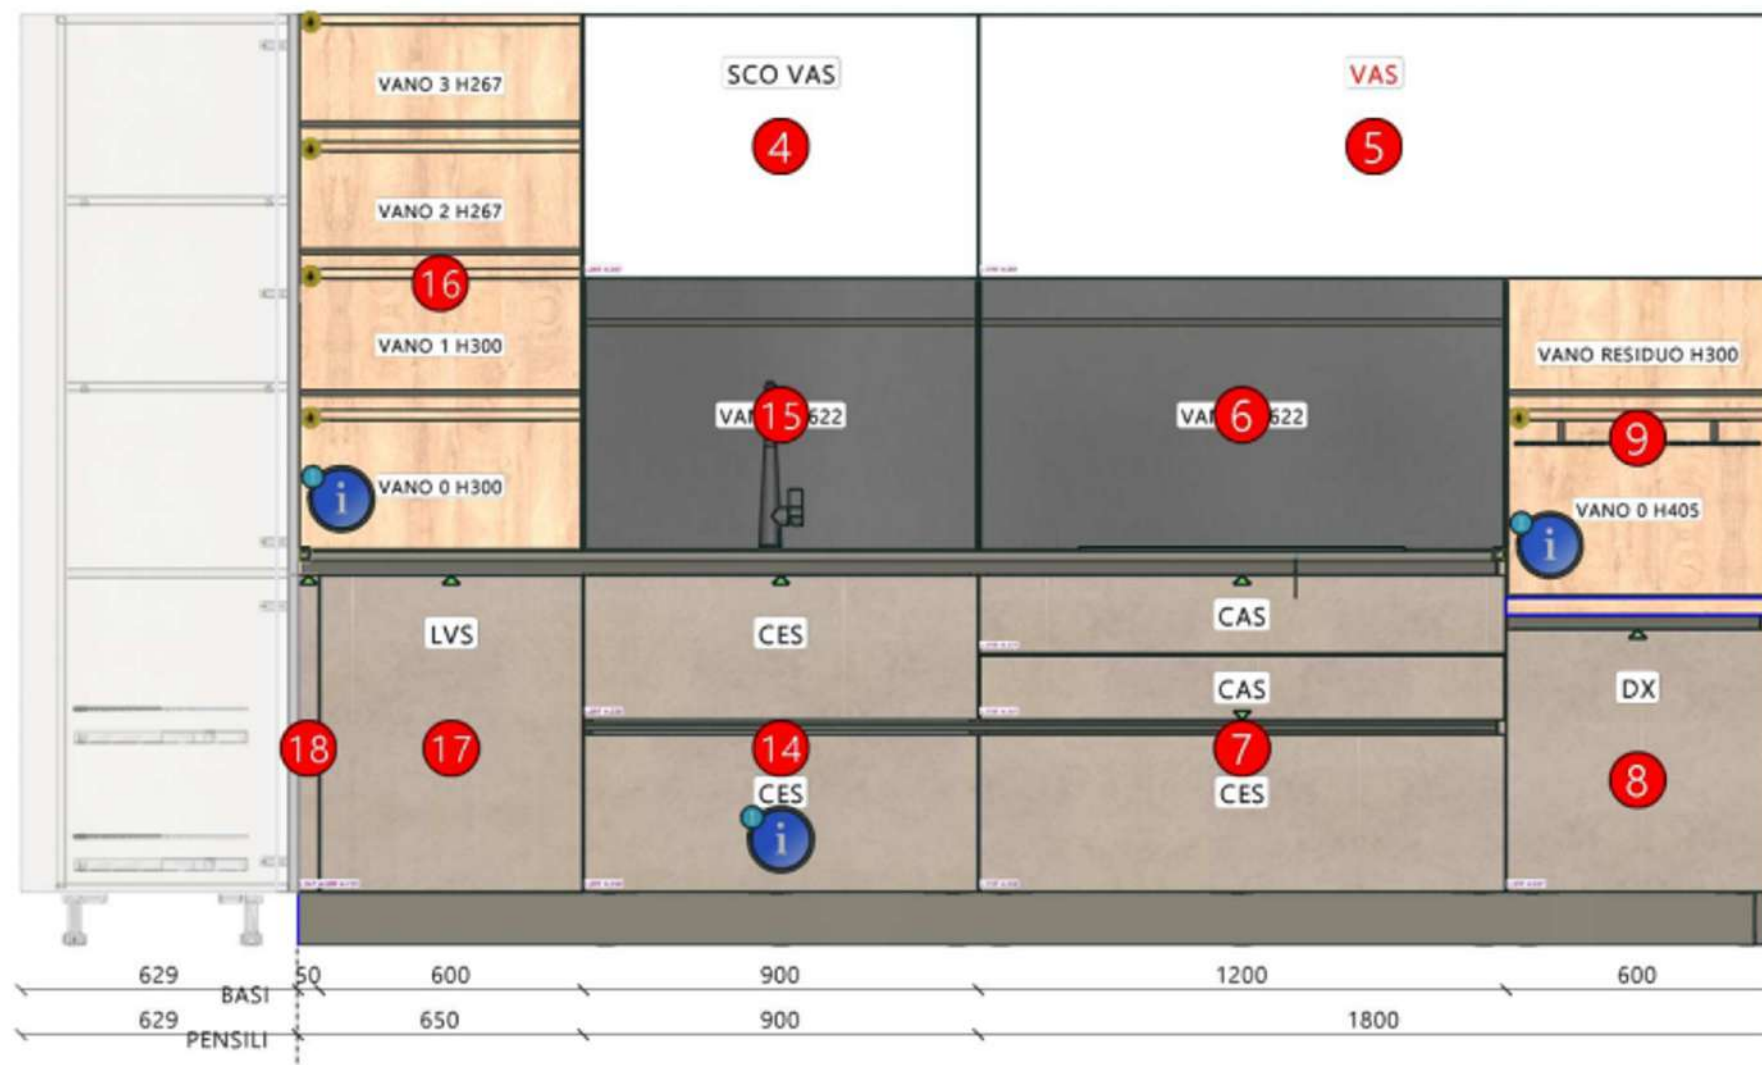 VANO 3 H267
SCO VAS
VAS
4
5
VANO 2 H267
16
VANO 1 H300
VANO RESIDUO H300
15
622
6
622
9
VANO 0 H300
i
VANO 0 H405
i
CAS
LVS
CES
CAS
DX
18
17
14
7
8
CES
CES
i
629
50
600
900
1200
600
BASI
629
650
900
1800
PENSILI